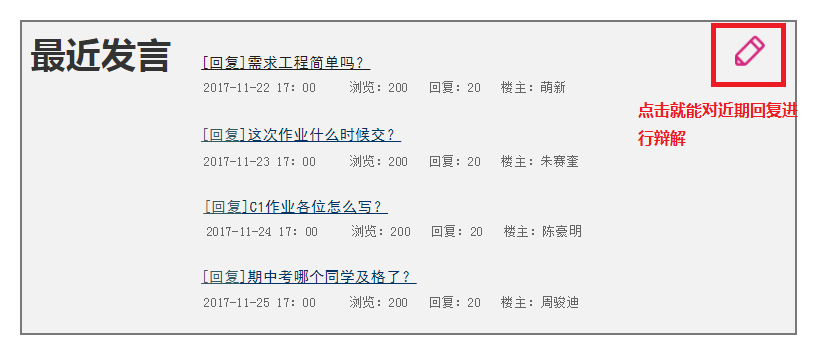 最近发言
[回复]需求工程简单吗?
2017-11-22 17: 00 浏览: 200 回复: 20 楼主: 萌新
点击就能对近期回复进
行辩解
[回复]这次作业什么时候交?
2017-11-23 17: 00 浏览: 200 回复: 20 楼主: 朱赛奎
[回复]C1作业各位怎么写?
2017-11-24 17: 00 浏览: 200 回复: 20 楼主: 陈豪明
[回复]期中考哪个同学及格了?
2017-11-25 17: 00 浏览: 200 回复: 20 楼主: 周骏迪